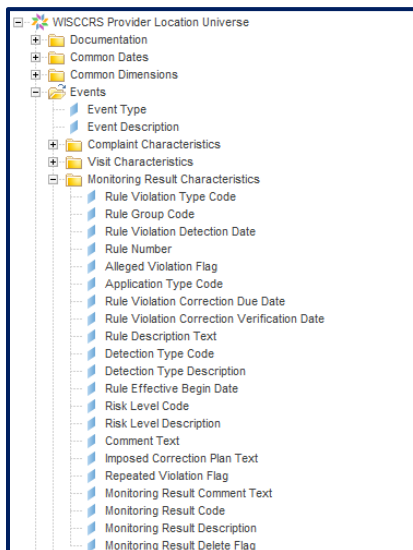 WISCCRS Provider Location Universe
Documentation
Common Dates
Common Dimensions
Events
Event Type
Event Description
Complaint Characteristics
Visit Characteristics
Monitoring Result Characteristics
Rule Violation Type Code
Rule Group Code
Rule Violation Detection Date
Rule Number
Alleged Violation Flag
Application Type Code
Rule Violation Correction Due Date
Rule Violation Correction Verification Date
Rule Description Text
Detection Type Code
Detection Type Description
Rule Effective Begin Date
Risk Level Code
Risk Level Description
Comment Text
Imposed Correction Plan Text
Repeated Violation Flag
Monitoring Result Comment Text
Monitoring Result Code
Monitoring Result Description
Monitoring Result Delete Flag